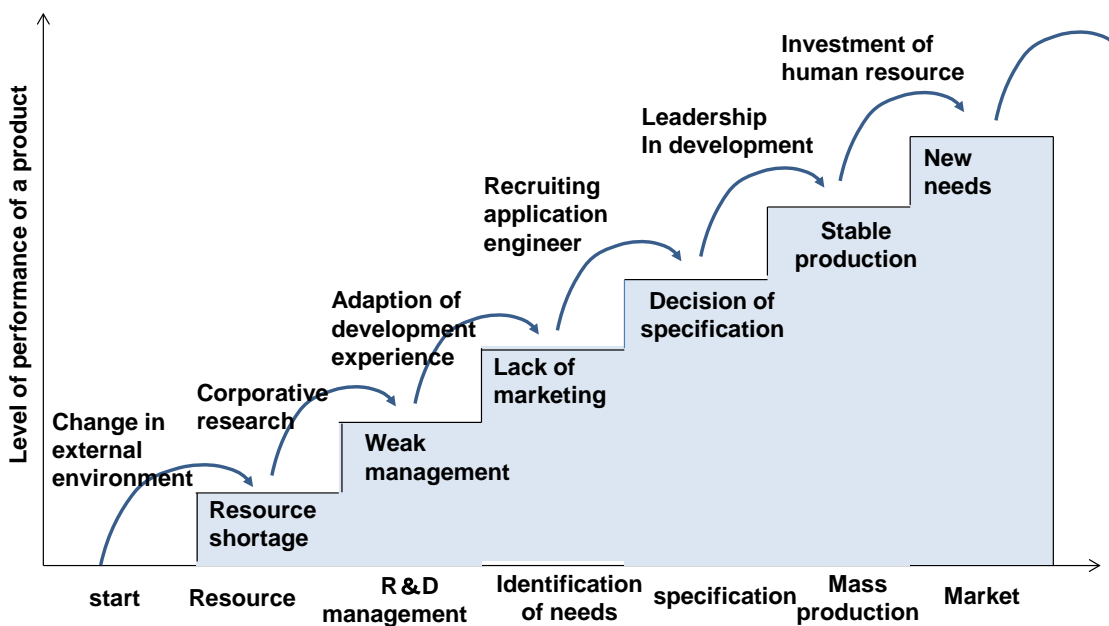 Level of performance of a product
Investment of
human resource
Leadership
In development
Recruiting
application
engineer
Adaption of
development
experience
Corporative
research
Change in
external
environment
New
needs
Stable
production
Decision of
specification
Lack of
marketing
Weak
management
Resource
shortage
start
Resource
R&D
management
Identification
of needs
specification
Mass
production
Market